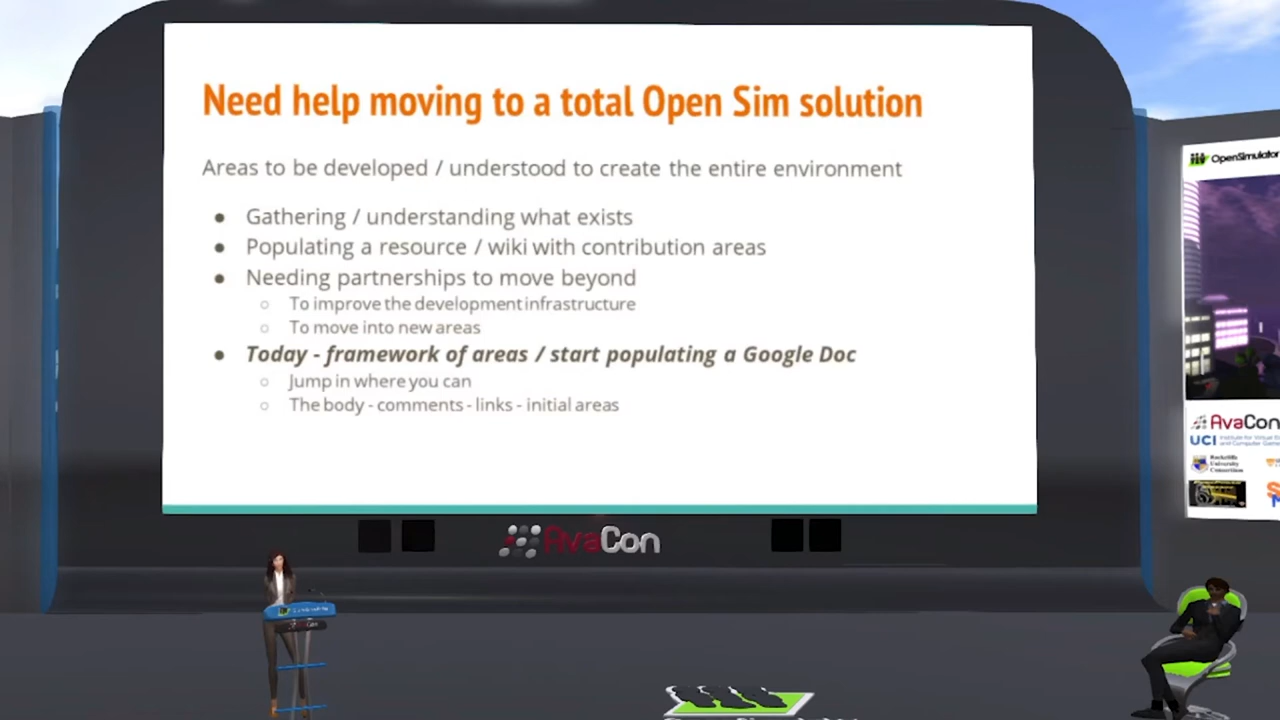 Need help moving to a total Open Sim solution
Areas to be developed / understood to create the entire environment
● Gathering / understanding what exists
● Populating a resource / wiki with contribution areas
● Needing partnerships to move beyond
○ To improve the development infrastructure
○ To move into new areas
● Today - framework of areas / start populating a Google Doc
○ Jump in where you can
○ The body - comments - links - initial areas
AvaCon
OpenSimulator
AvaCon
UCI
Rockcliffe
University
Consortium